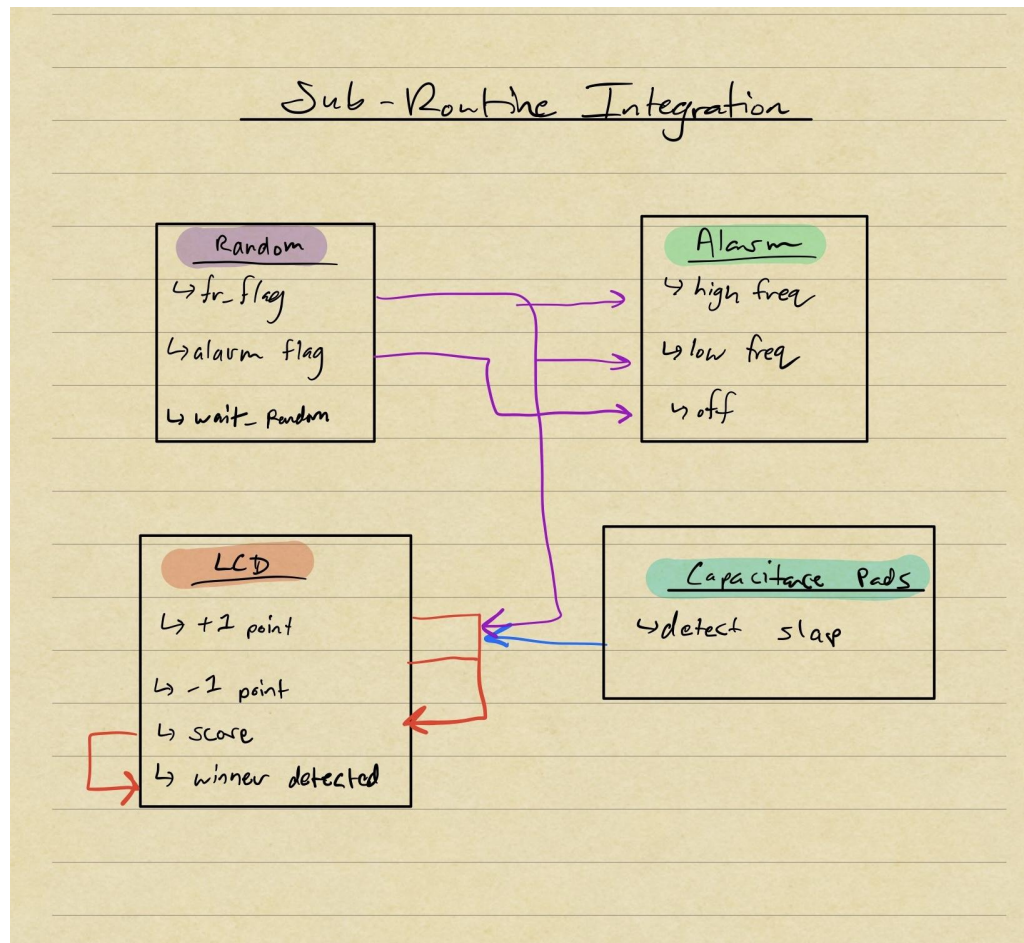 Sub-Routine Integration
Random
↳ fr_flag
↳ alarm flag
↳ wait_Random
Alarm
↳ high freq
↳ low freq
↳ off
LCD
↳ +1 point
↳ -1 point
↳ score
↳ winner detected
Capacitance Pads
↳ detect slap